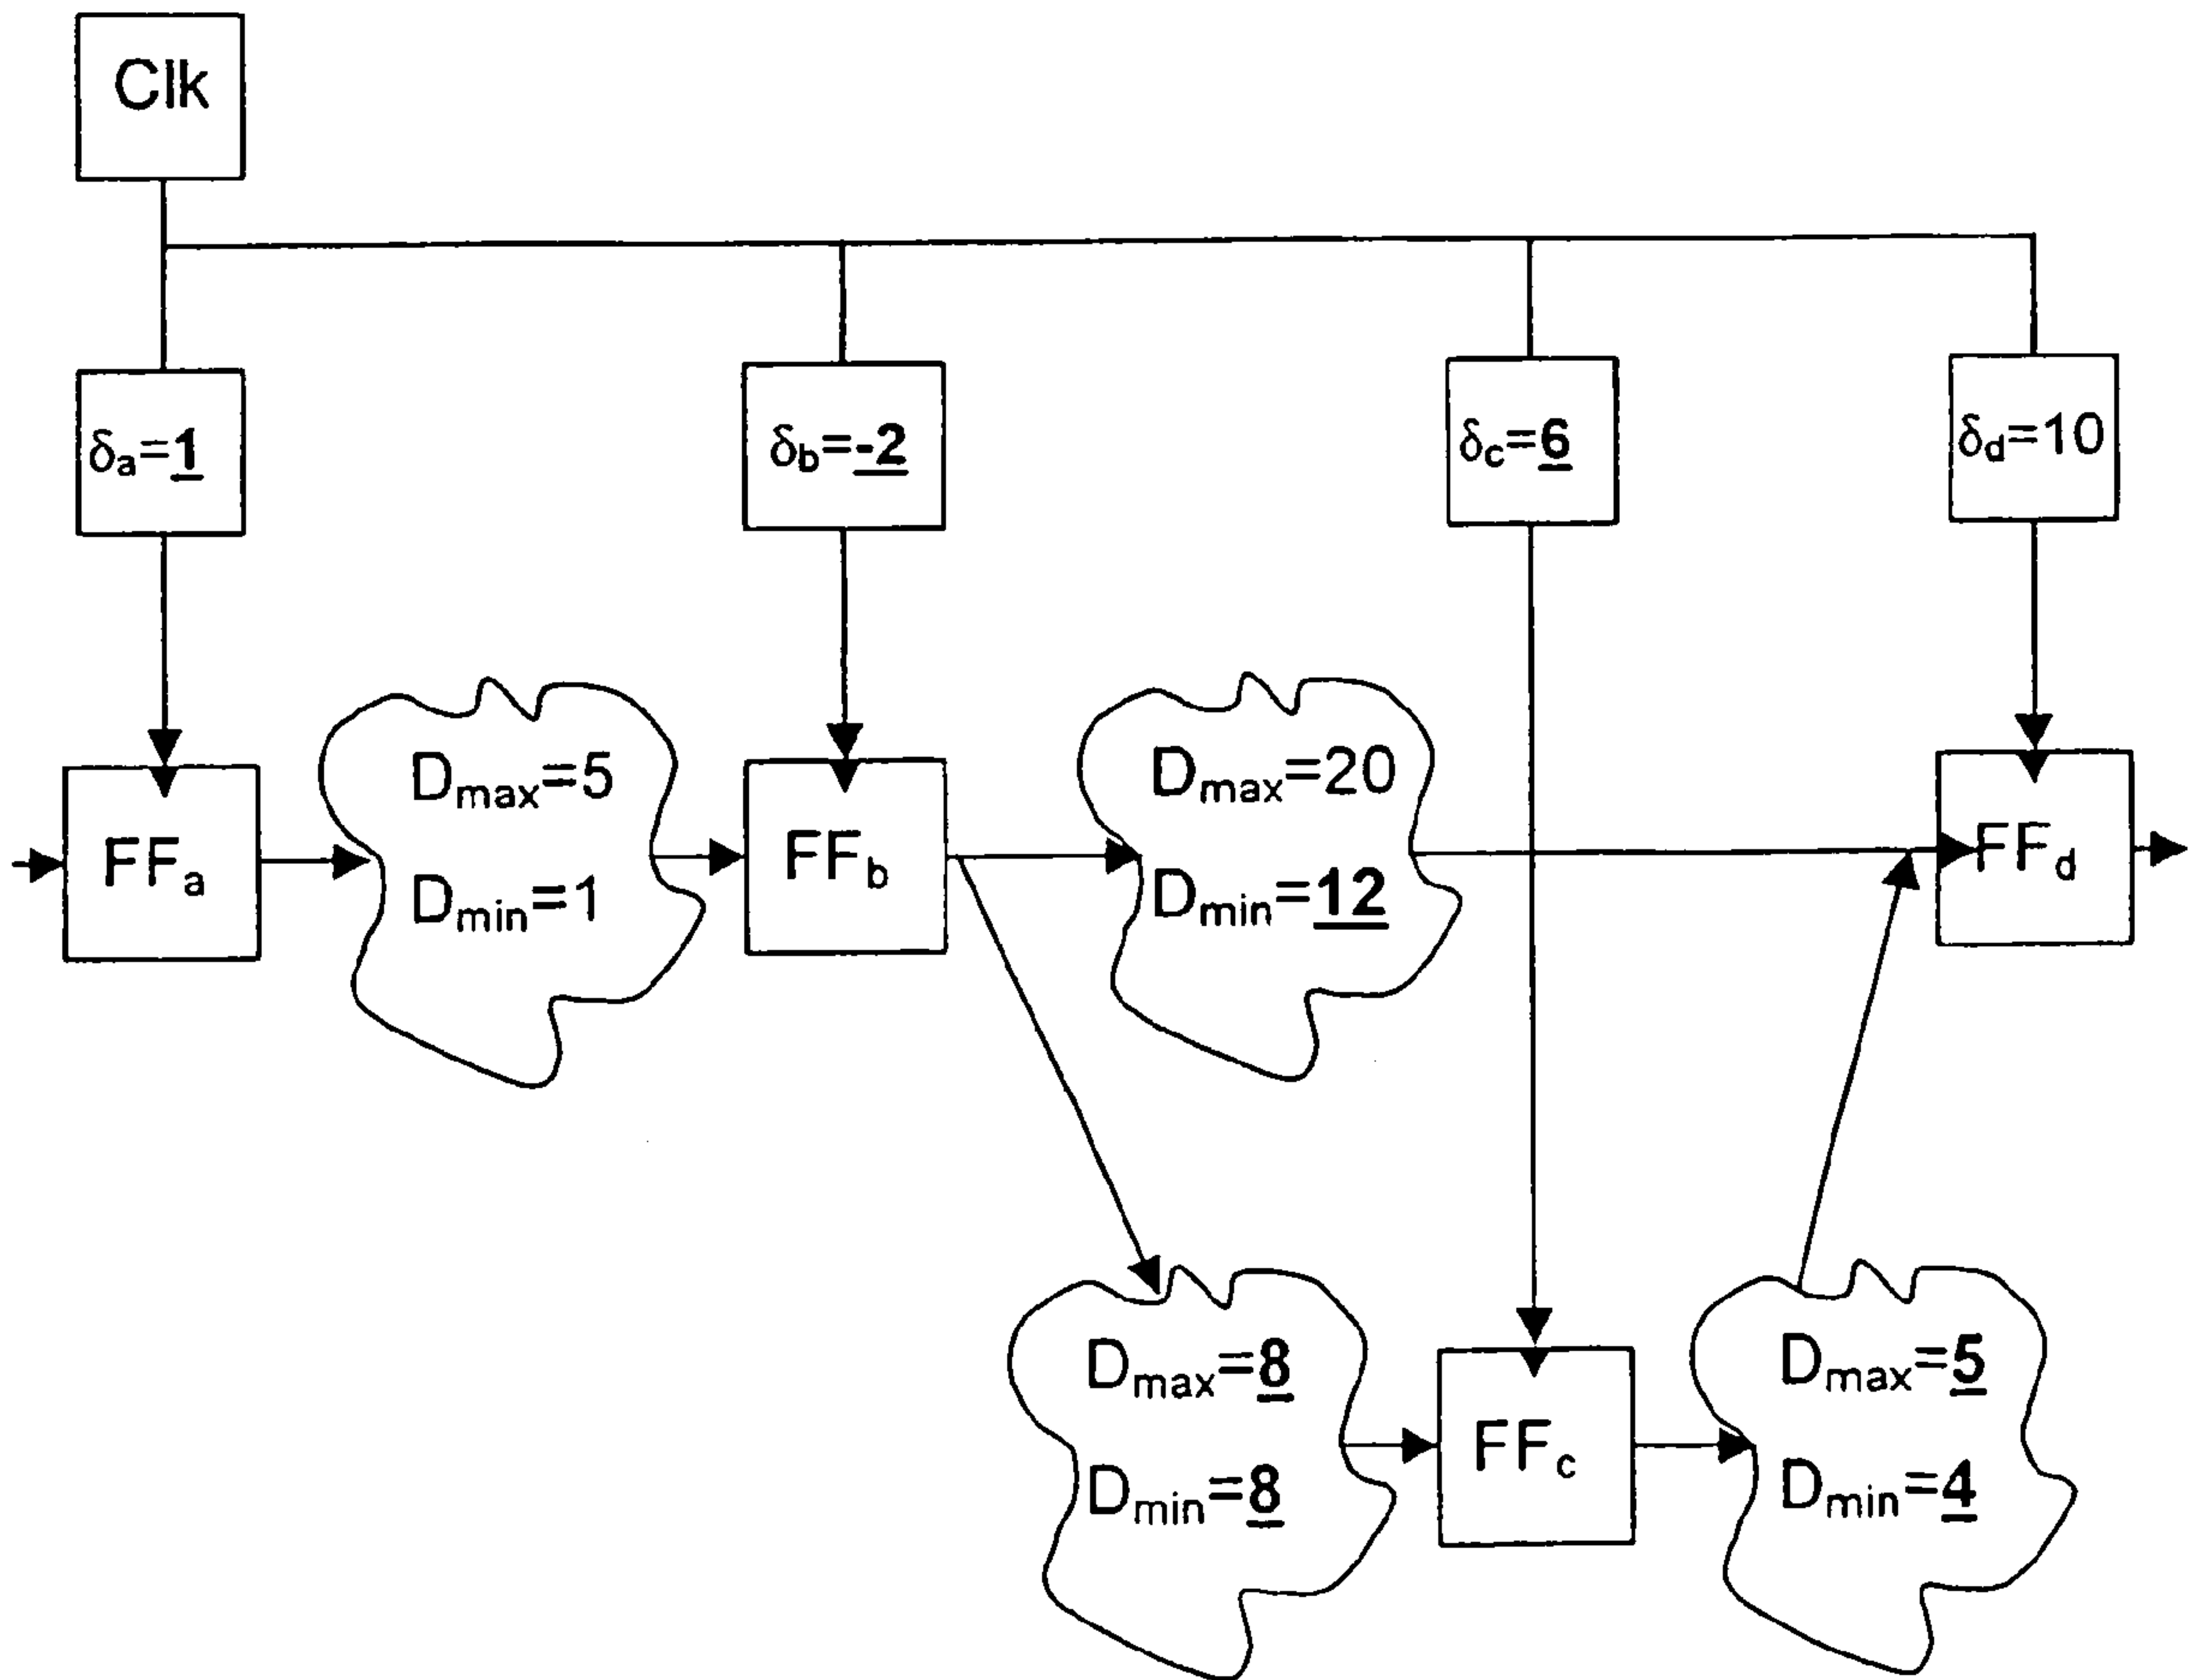 Clk
δa=1
δb=-2
δc=6
δd=10
Dmax=5
Dmin=1
Dmax=20
Dmin=12
FFa
FFb
FFd
Dmax=8
Dmin=8
FFc
Dmax=5
Dmin=4